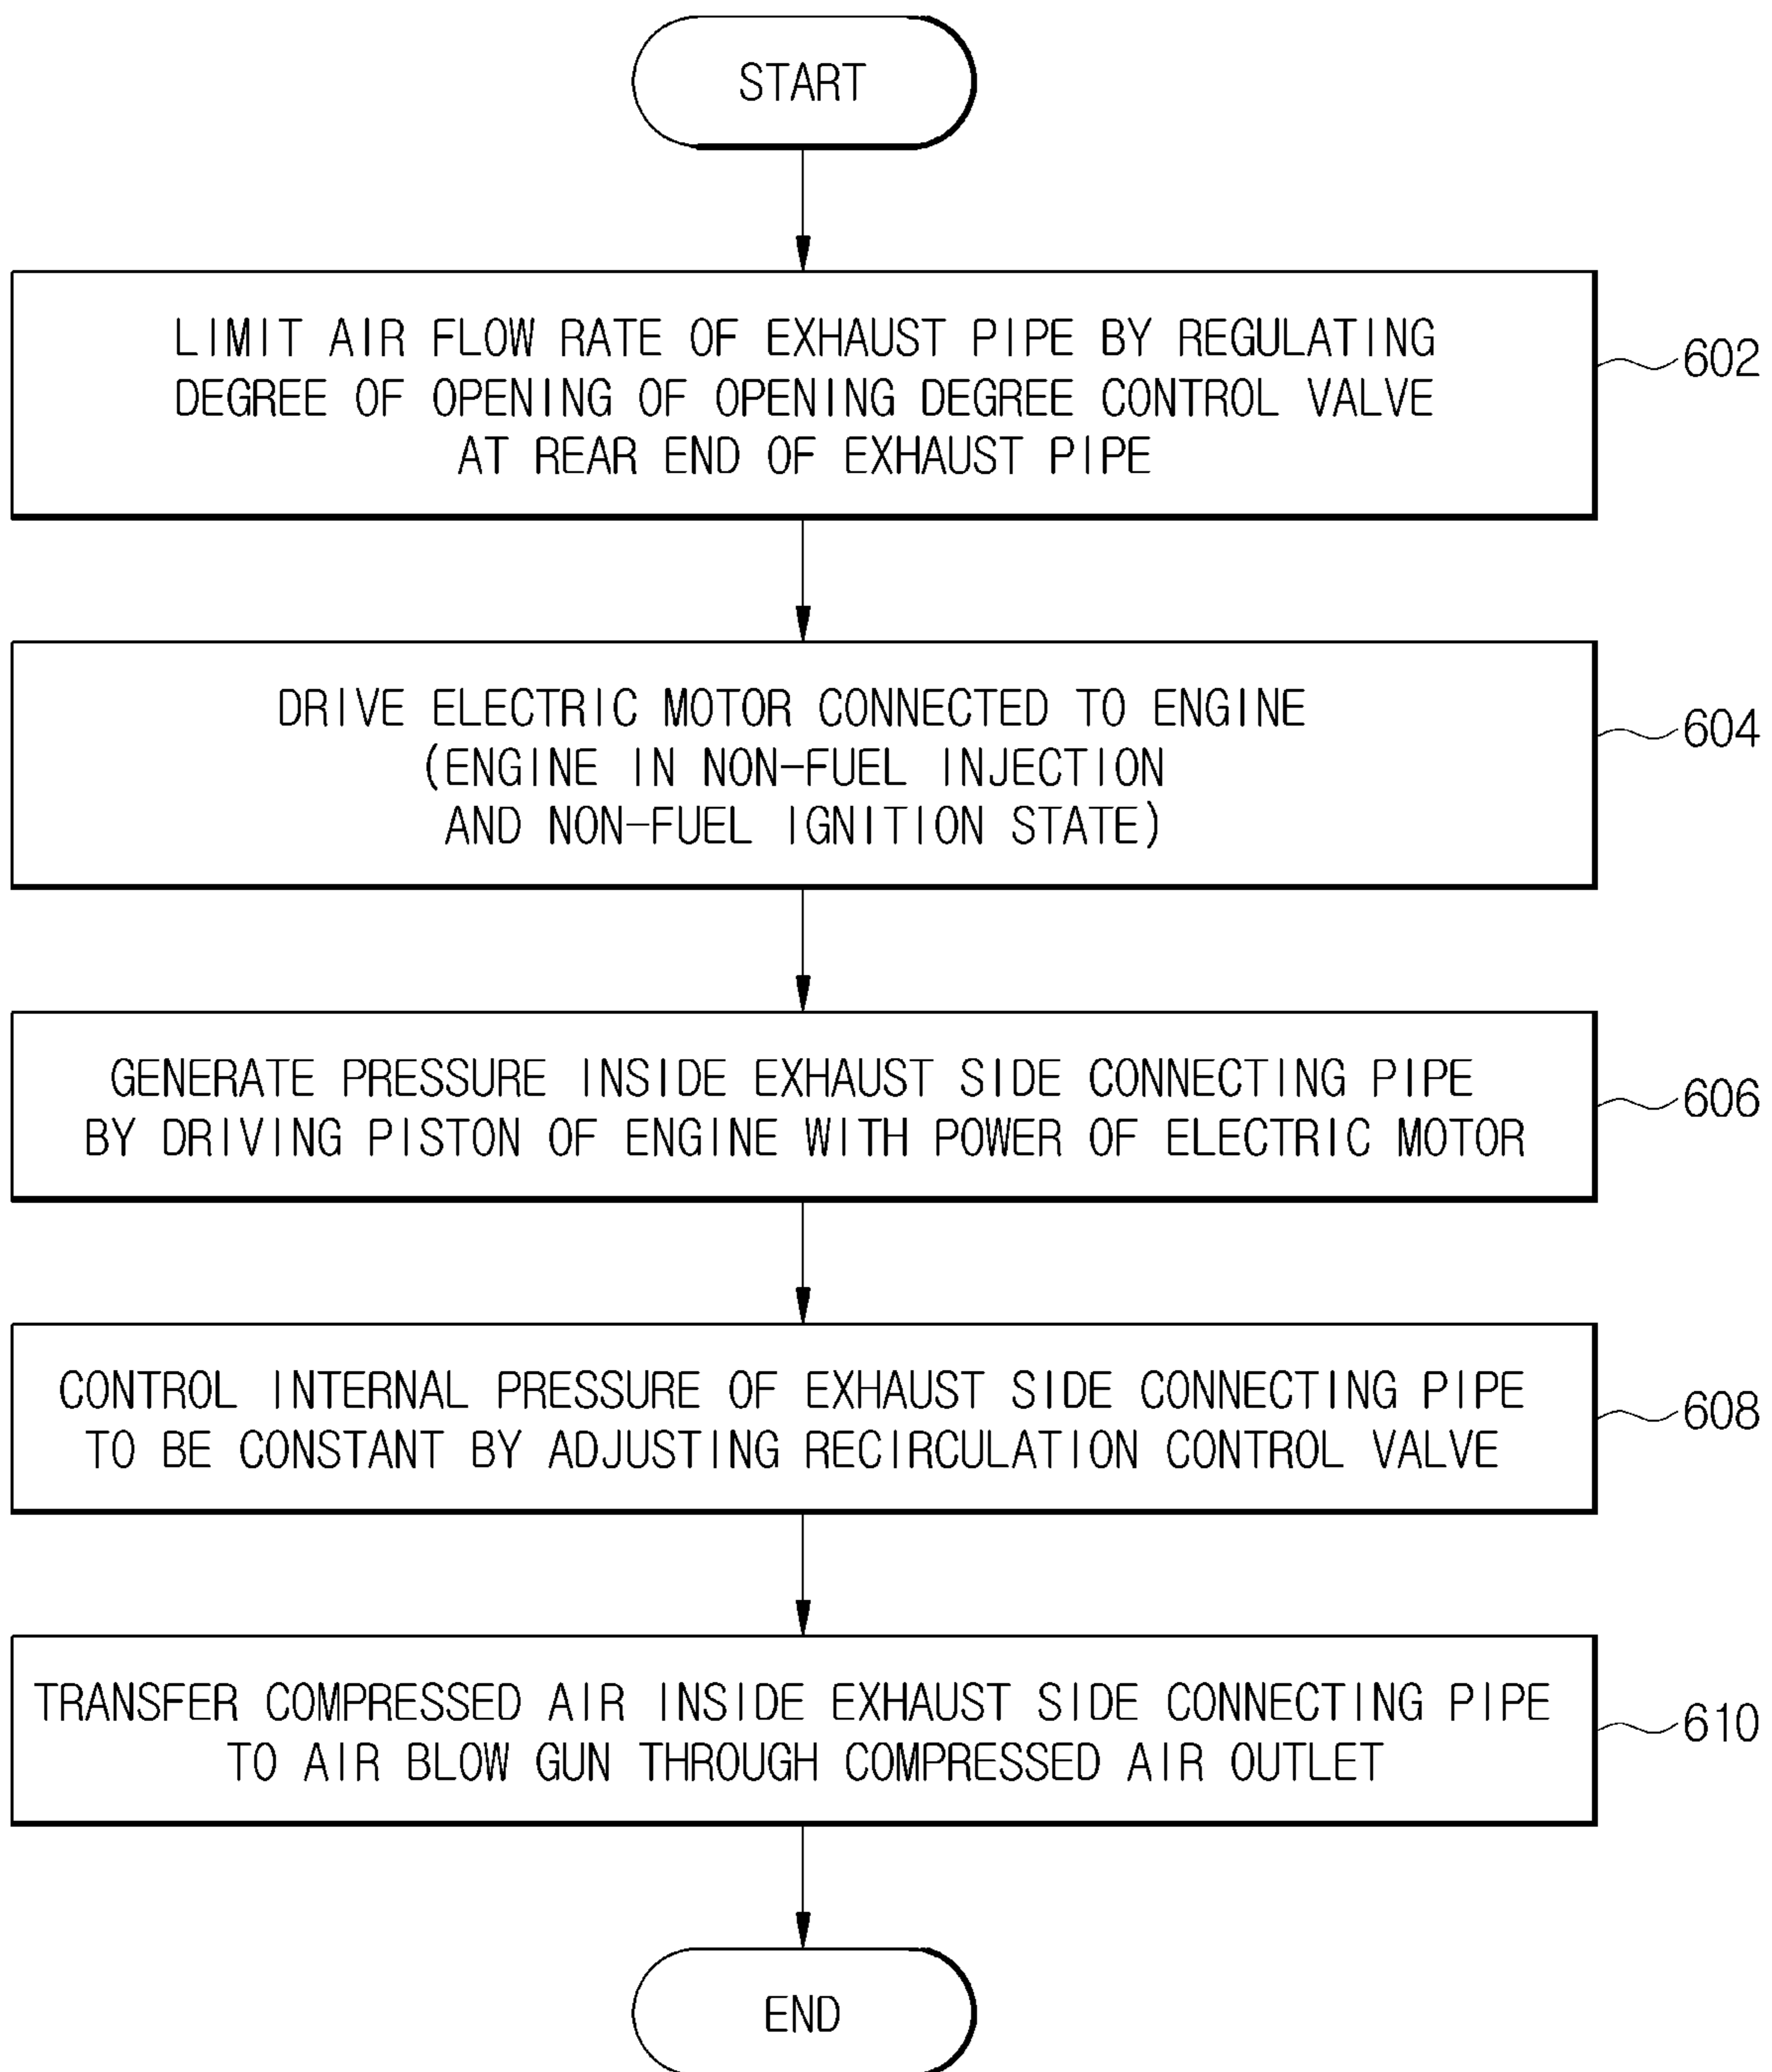 START
LIMIT AIR FLOW RATE OF EXHAUST PIPE BY REGULATING
DEGREE OF OPENING OF OPENING DEGREE CONTROL VALVE
AT REAR END OF EXHAUST PIPE
602
DRIVE ELECTRIC MOTOR CONNECTED TO ENGINE
(ENGINE IN NON-FUEL INJECTION
AND NON-FUEL IGNITION STATE)
604
GENERATE PRESSURE INSIDE EXHAUST SIDE CONNECTING PIPE
BY DRIVING PISTON OF ENGINE WITH POWER OF ELECTRIC MOTOR
606
CONTROL INTERNAL PRESSURE OF EXHAUST SIDE CONNECTING PIPE
TO BE CONSTANT BY ADJUSTING RECIRCULATION CONTROL VALVE
608
TRANSFER COMPRESSED AIR INSIDE EXHAUST SIDE CONNECTING PIPE
TO AIR BLOW GUN THROUGH COMPRESSED AIR OUTLET
610
END